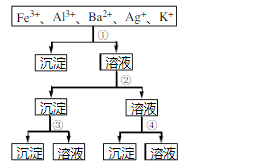 Fe³⁺、Al³⁺、Ba²⁺、Ag⁺、K⁺
①
沉淀 溶液
②
沉淀 溶液
③ ④
沉淀 溶液 沉淀 溶液